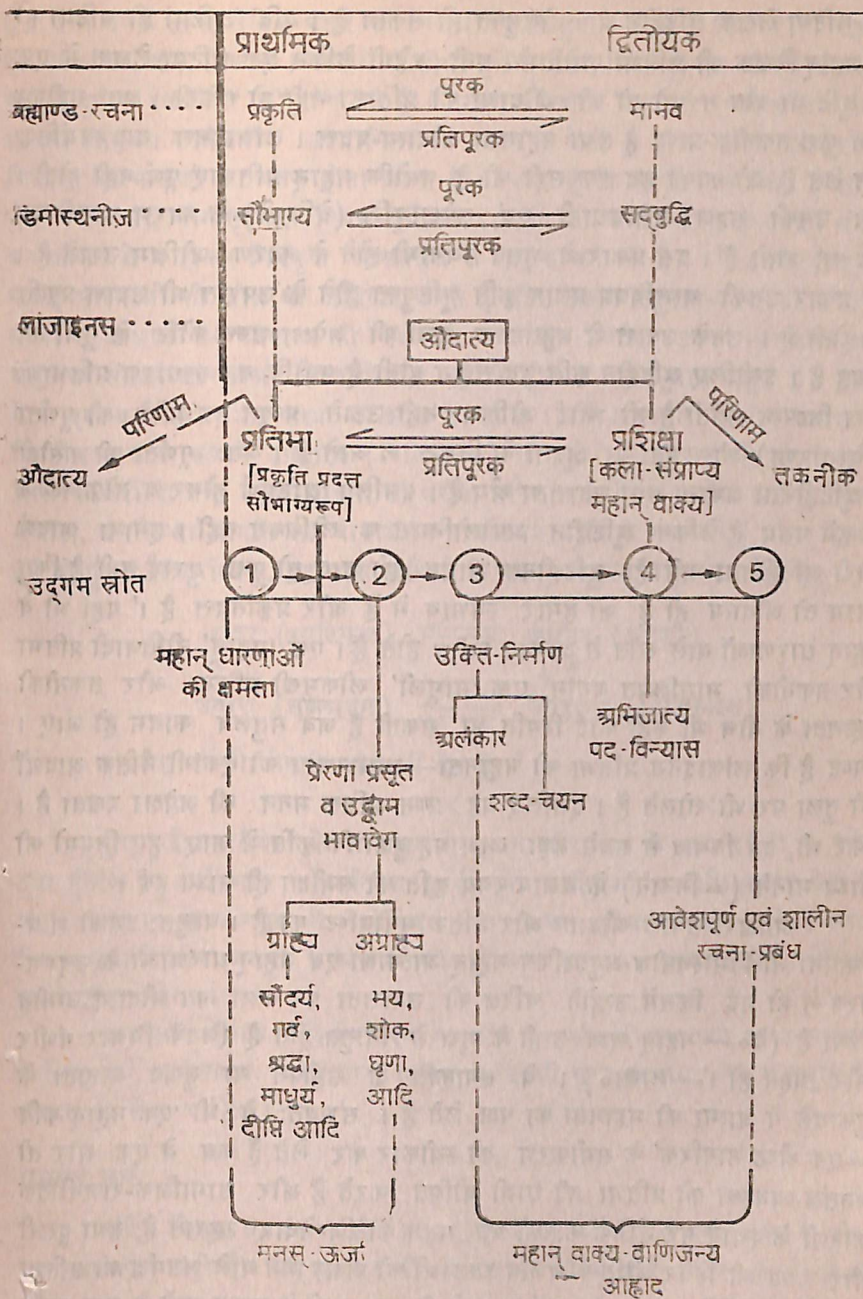 प्राथमिक द्वितीयक
पूरक
ब्रह्माण्ड-रचना ···· प्रकृति मानव
प्रतिपूरक
पूरक
डिमोस्थनीज़ ···· सौभाग्य सद्वुद्धि
प्रतिपूरक
लांजाइनस ·····
औदात्य
परिणाम परिणाम
पूरक
प्रतिभा प्रशिक्षा
प्रतिपूरक
औदात्य [प्रकृति प्रदत्त [कला-संप्राप्य तकनीक
सौभाग्यरूप] महान् वाक्य]
उदगम स्रोत 1 2 3 4 5
महान् धारणाओं उक्ति-निर्माण
की क्षमता
अलंकार अभिजात्य
पद-विन्यास
प्रेरणा प्रसूत
व उद्दाम शब्द-चयन
भावावेग
आवेशपूर्ण एवं शालीन
ग्राह्य अग्राह्य रचना-प्रबंध
सौंदर्य, भय,
गर्व, शोक,
श्रद्धा, घृणा,
माधुर्य, आदि
दीप्ति आदि
मनस्-ऊर्जा महान् वाक्य-वाणिजन्य
आह्लाद